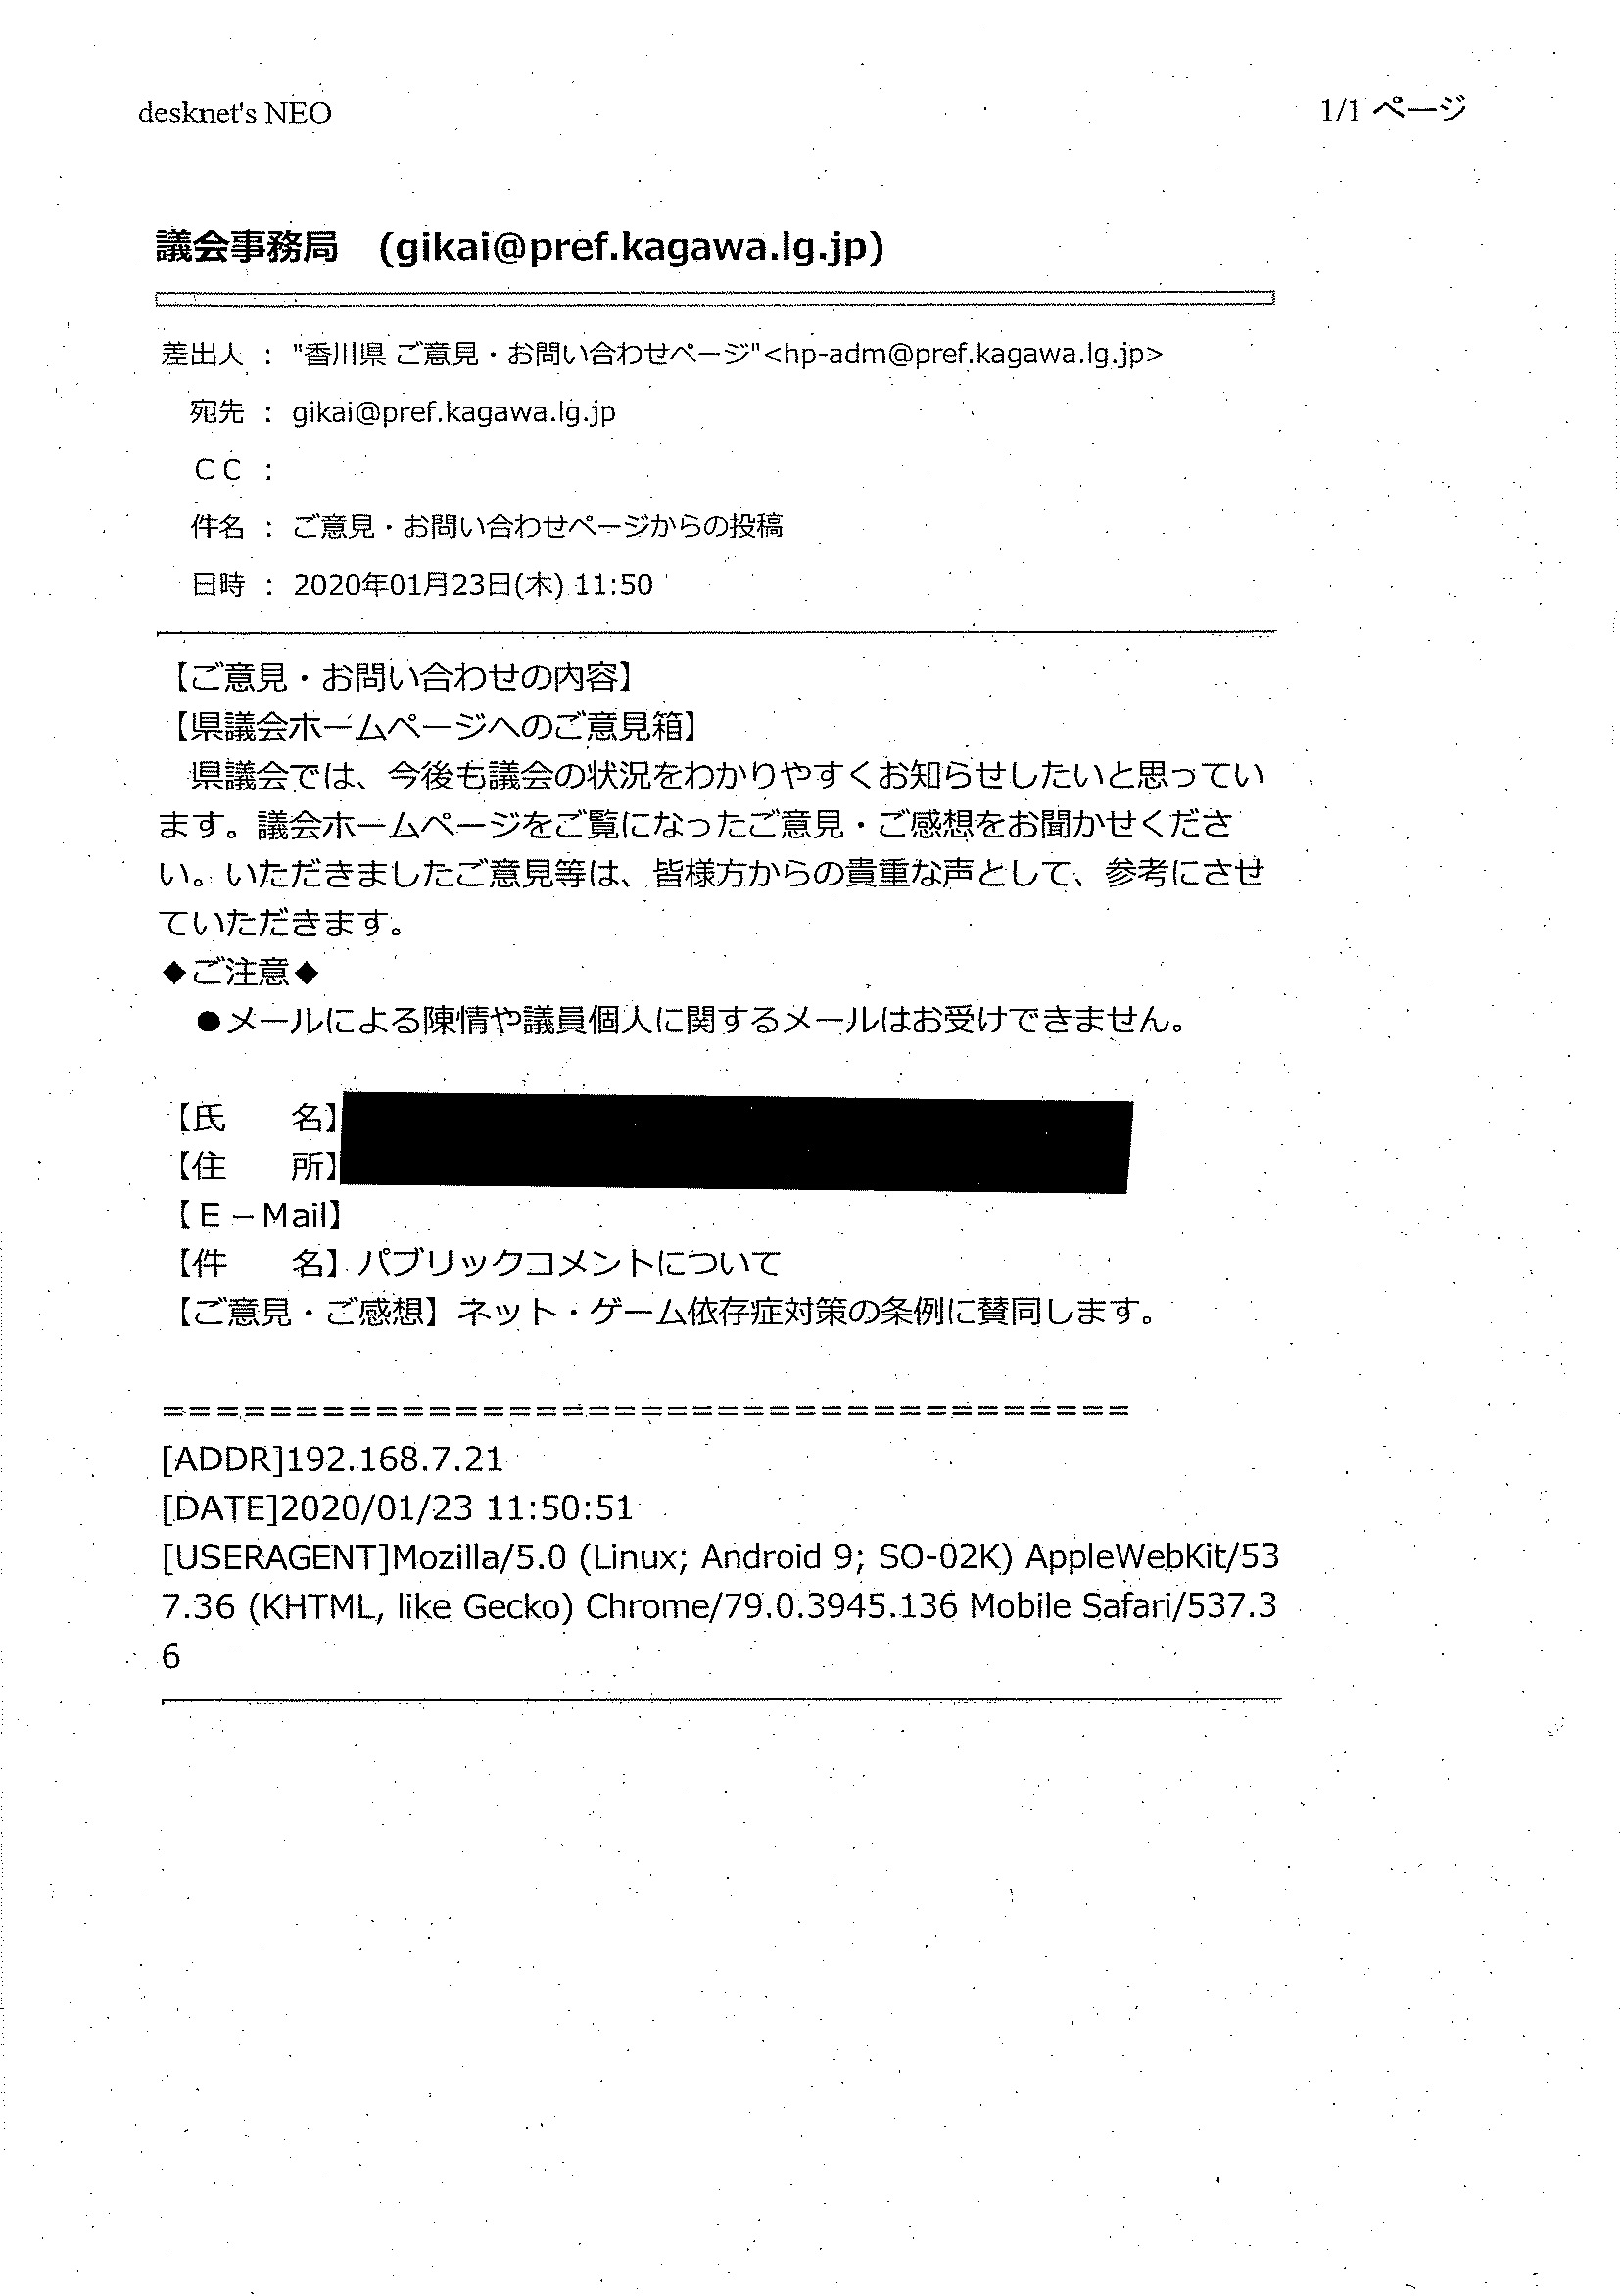 desknet's NEO
1/1 ページ
議会事務局 (gikai@pref.kagawa.lg.jp)
差出人 : "香川県 ご意見・お問い合わせページ"<hp-adm@pref.kagawa.lg.jp>
宛先 : gikai@pref.kagawa.lg.jp
ＣＣ :
件名 : ご意見・お問い合わせページからの投稿
日時 : 2020年01月23日(木) 11:50
【ご意見・お問い合わせの内容】
【県議会ホームページへのご意見箱】
　県議会では、今後も議会の状況をわかりやすくお知らせしたいと思ってい
ます。議会ホームページをご覧になったご意見・ご感想をお聞かせくださ
い。いただきましたご意見等は、皆様方からの貴重な声として、参考にさせ
ていただきます。
◆ご注意◆
　●メールによる陳情や議員個人に関するメールはお受けできません。
【氏　　名】
【住　　所】
【Ｅ－Mail】
【件　　名】パブリックコメントについて
【ご意見・ご感想】ネット・ゲーム依存症対策の条例に賛同します。
=====================================
[ADDR]192.168.7.21
[DATE]2020/01/23 11:50:51
[USERAGENT]Mozilla/5.0 (Linux; Android 9; SO-02K) AppleWebKit/53
7.36 (KHTML, like Gecko) Chrome/79.0.3945.136 Mobile Safari/537.3
6